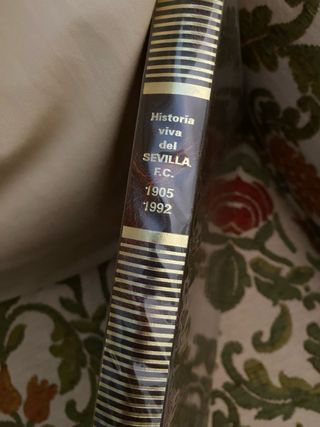 Historia
viva
del
SEVILLA.
F.C.
1905
1992